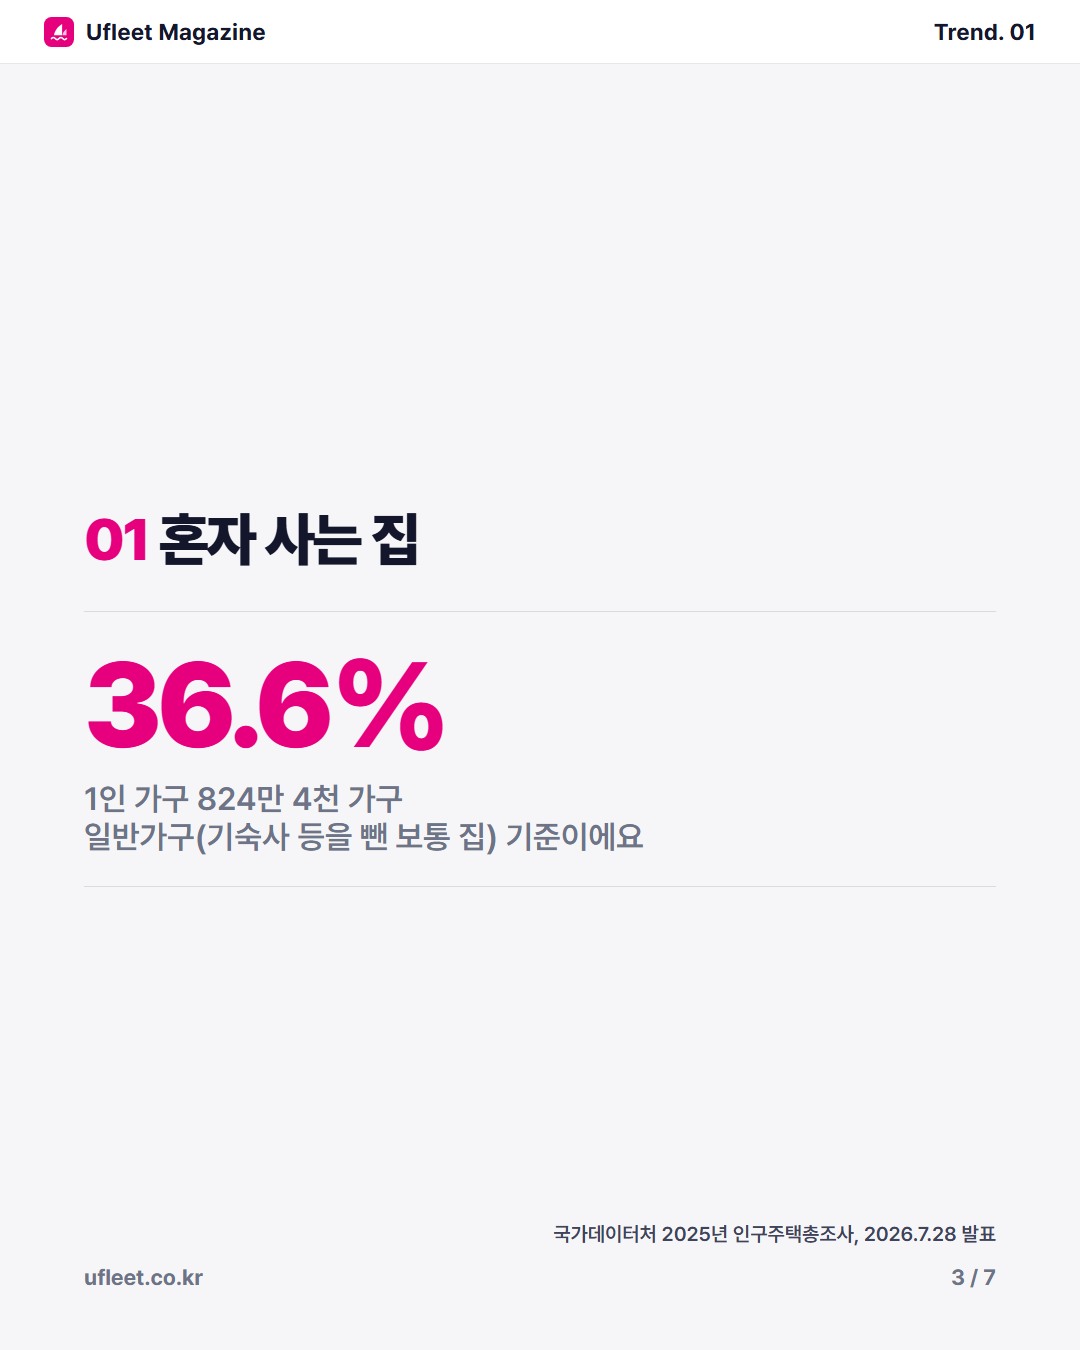 Ufleet Magazine
Trend. 01
01 혼자 사는 집
36.6%
1인 가구 824만 4천 가구
일반가구(기숙사 등을 뺀 보통 집) 기준이에요
국가데이터처 2025년 인구주택총조사, 2026.7.28 발표
ufleet.co.kr
3 / 7